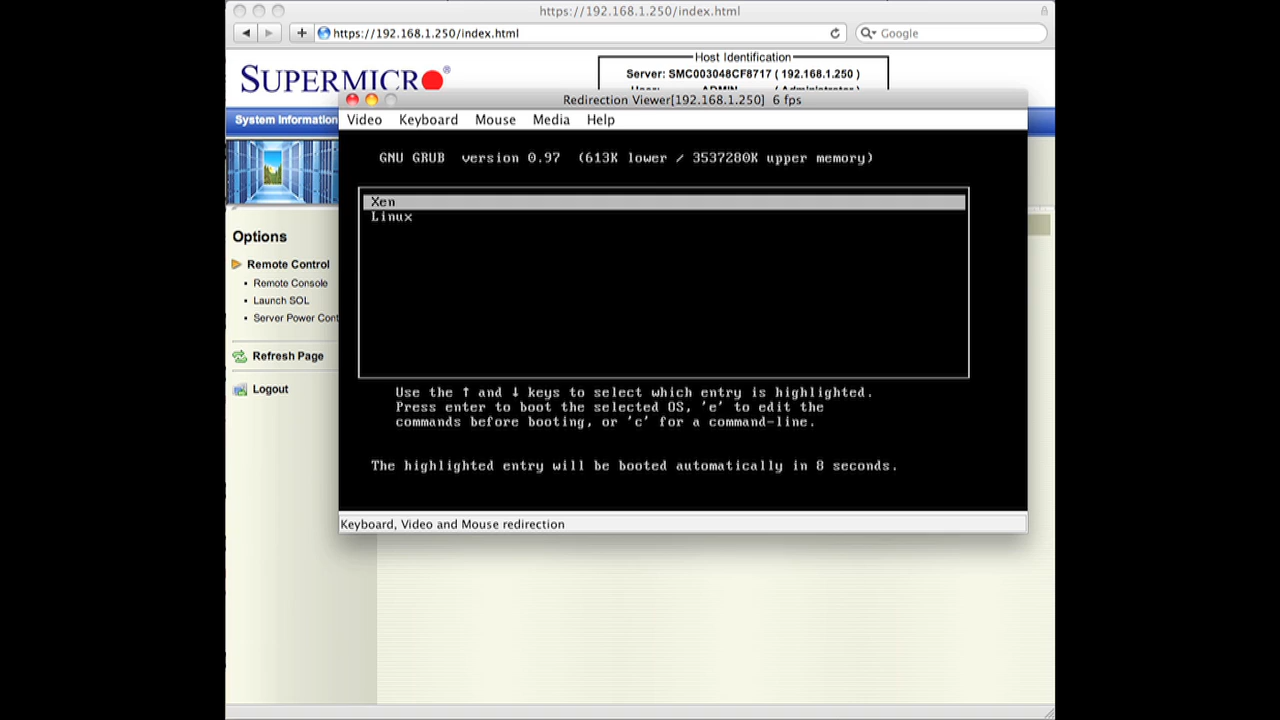 https://192.168.1.250/index.html
https://192.168.1.250/index.html
Google
SUPERMICRO®
Host Identification
Server: SMC003048CF8717 ( 192.168.1.250 )
User: ADMIN ( Administrator )
System Information
Redirection Viewer[192.168.1.250] 6 fps
Video Keyboard Mouse Media Help
GNU GRUB version 0.97 (613K lower / 3537280K upper memory)
Xen
Linux
Use the ↑ and ↓ keys to select which entry is highlighted.
Press enter to boot the selected OS, 'e' to edit the
commands before booting, or 'c' for a command-line.
The highlighted entry will be booted automatically in 8 seconds.
Keyboard, Video and Mouse redirection
Options
Remote Control
Remote Console
Launch SOL
Server Power Cont
Refresh Page
Logout